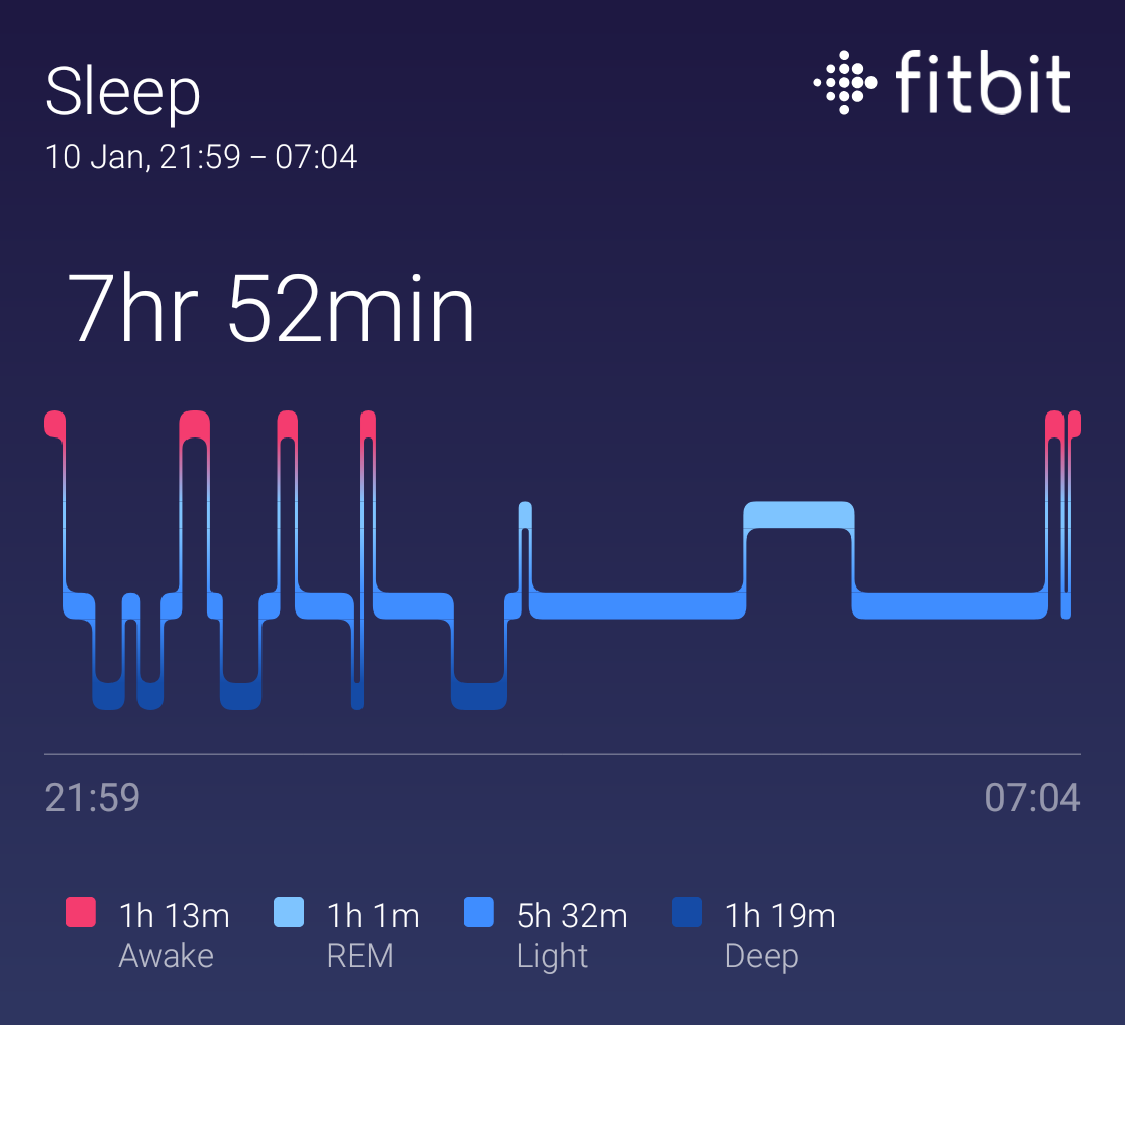 Sleep
fitbit
10 Jan, 21:59 – 07:04
7hr 52min
21:59
07:04
1h 13m
Awake
1h 1m
REM
5h 32m
Light
1h 19m
Deep